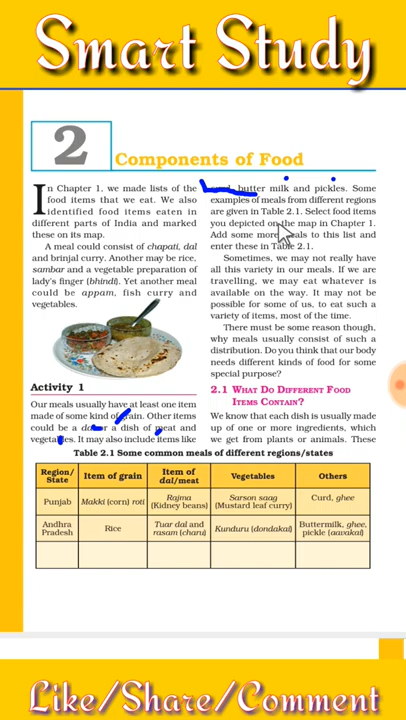 Smart Study
2
Components of Food
In Chapter 1, we made lists of the
food items that we eat. We also
identified food items eaten in
different parts of India and marked
these on its map.
A meal could consist of chapati, dal
and brinjal curry. Another may be rice,
sambar and a vegetable preparation of
lady's finger (bhindi). Yet another meal
could be appam, fish curry and
vegetables.
Activity 1
Our meals usually have at least one item
made of some kind of grain. Other items
could be a dal or a dish of meat and
vegetables. It may also include items like
butter milk and pickles. Some
examples of meals from different regions
are given in Table 2.1. Select food items
you depicted the map in Chapter 1.
Add some more meals to this list and
enter these in Table 2.1.
Sometimes, we may not really have
all this variety in our meals. If we are
travelling, we may eat whatever is
available on the way. It may not be
possible for some of us, to eat such a
variety of items, most of the time.
There must be some reason though,
why meals usually consist of such a
distribution. Do you think that our body
needs different kinds of food for some
special purpose?
2.1 WHAT DO DIFFERENT FOOD
ITEMS CONTAIN?
We know that each dish is usually made
up of one or more ingredients, which
we get from plants or animals. These
Table 2.1 Some common meals of different regions/states
Region/
State
Item of grain
Item of
dal/meat
Vegetables
Others
Punjab
Makki (corn) roti
Rajma
(Kidney beans)
Sarson saag
(Mustard leaf curry)
Curd, ghee
Andhra
Pradesh
Rice
Tuar dal and
rasam (charu)
Kunduru (dondakai)
Buttermilk, ghee,
pickle (aavakai)
Like/Share/Comment